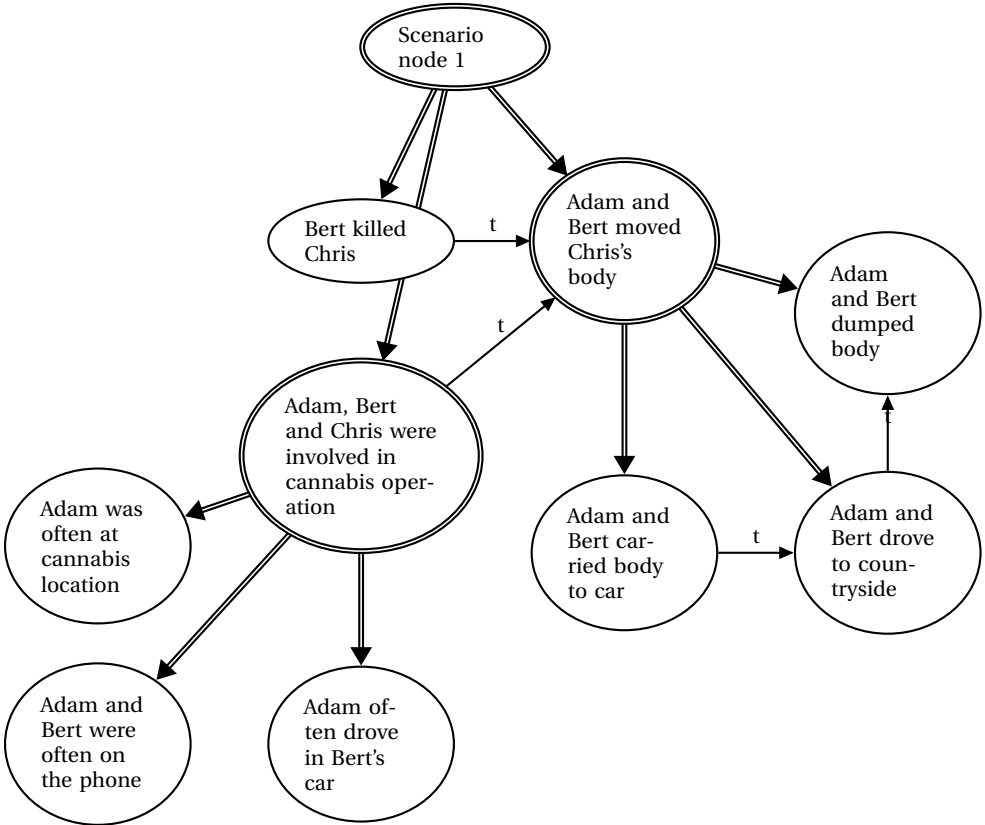 Scenario
node 1
Bert killed
Chris
t
Adam and
Bert moved
Chris's
body
Adam
and Bert
dumped
body
t
t
Adam, Bert
and Chris were
involved in
cannabis oper-
ation
Adam was
often at
cannabis
location
Adam and
Bert car-
ried body
to car
t
Adam and
Bert drove
to coun-
tryside
Adam and
Bert were
often on
the phone
Adam of-
ten drove
in Bert's
car